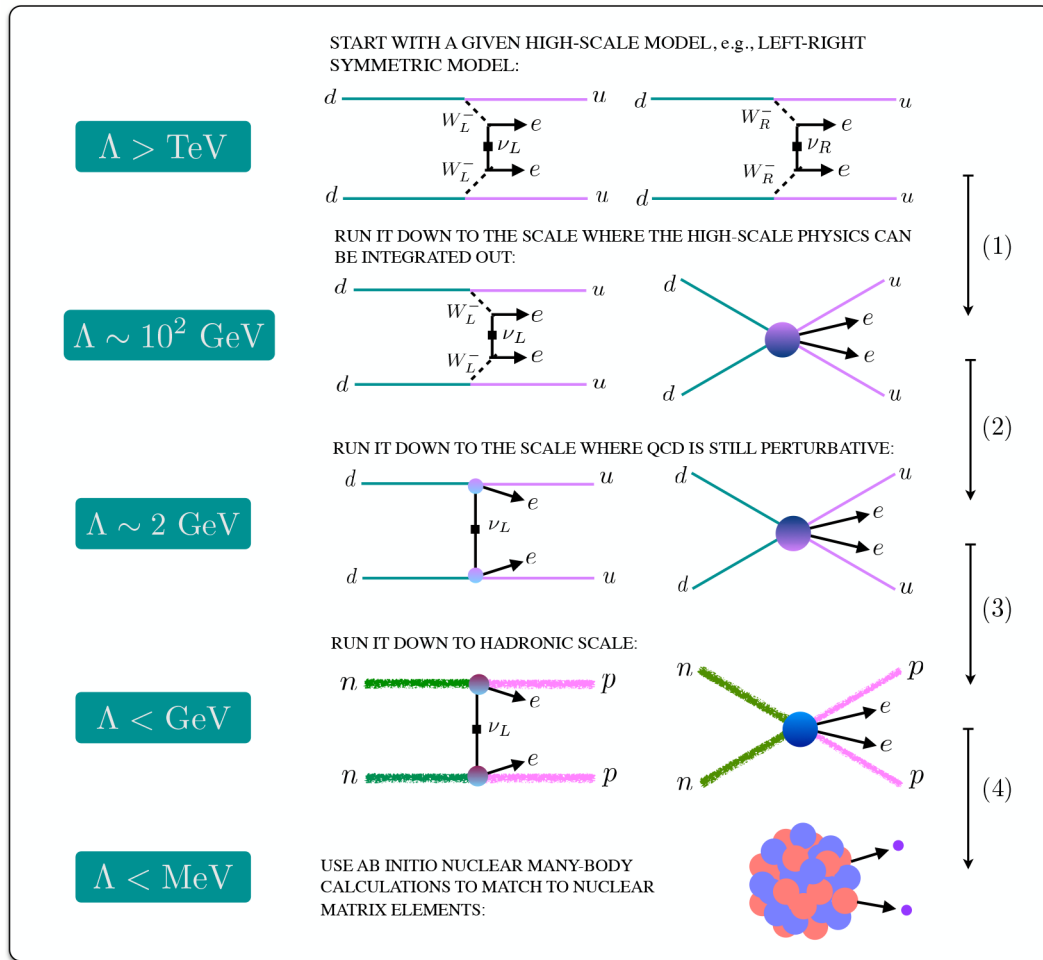 START WITH A GIVEN HIGH-SCALE MODEL, e.g., LEFT-RIGHT
SYMMETRIC MODEL:
Λ > TeV
d u d u
W_L^- e W_R^- e
ν_L ν_R
W_L^- e W_R^- e
d u d u
(1)
RUN IT DOWN TO THE SCALE WHERE THE HIGH-SCALE PHYSICS CAN
BE INTEGRATED OUT:
Λ ∼ 10² GeV
d u d u
W_L^- e e
ν_L
W_L^- e e
d u d u
(2)
RUN IT DOWN TO THE SCALE WHERE QCD IS STILL PERTURBATIVE:
Λ ∼ 2 GeV
d u d u
e e
ν_L
e e
d u d u
(3)
RUN IT DOWN TO HADRONIC SCALE:
Λ < GeV
n p n p
e e
ν_L
e e
n p n p
(4)
Λ < MeV
USE AB INITIO NUCLEAR MANY-BODY
CALCULATIONS TO MATCH TO NUCLEAR
MATRIX ELEMENTS: